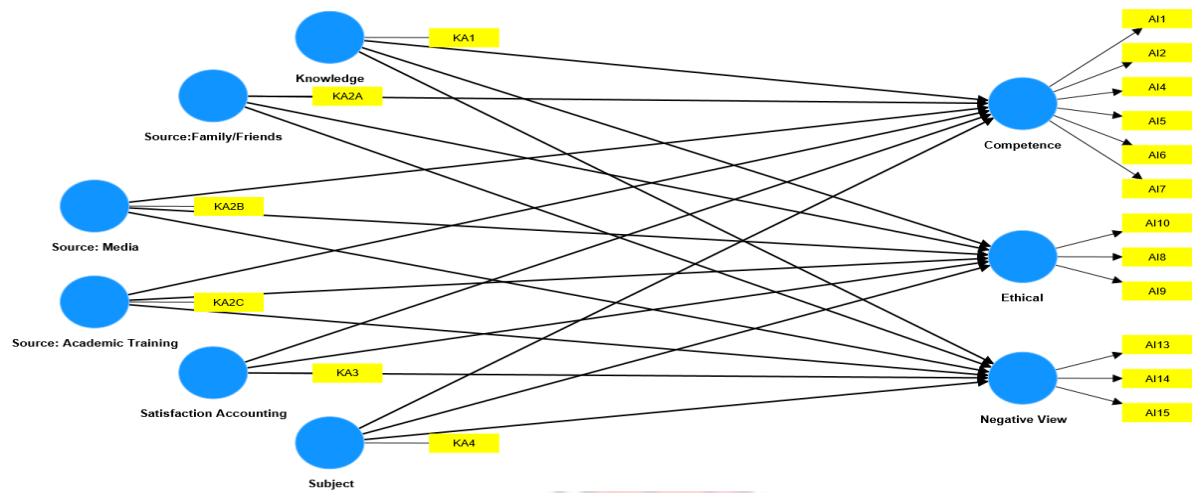 KA1
Knowledge
KA2A
Source:Family/Friends
KA2B
Source: Media
KA2C
Source: Academic Training
KA3
Satisfaction Accounting
KA4
Subject
AI1
AI2
AI4
AI5
AI6
AI7
Competence
AI10
AI8
AI9
Ethical
AI13
AI14
AI15
Negative View